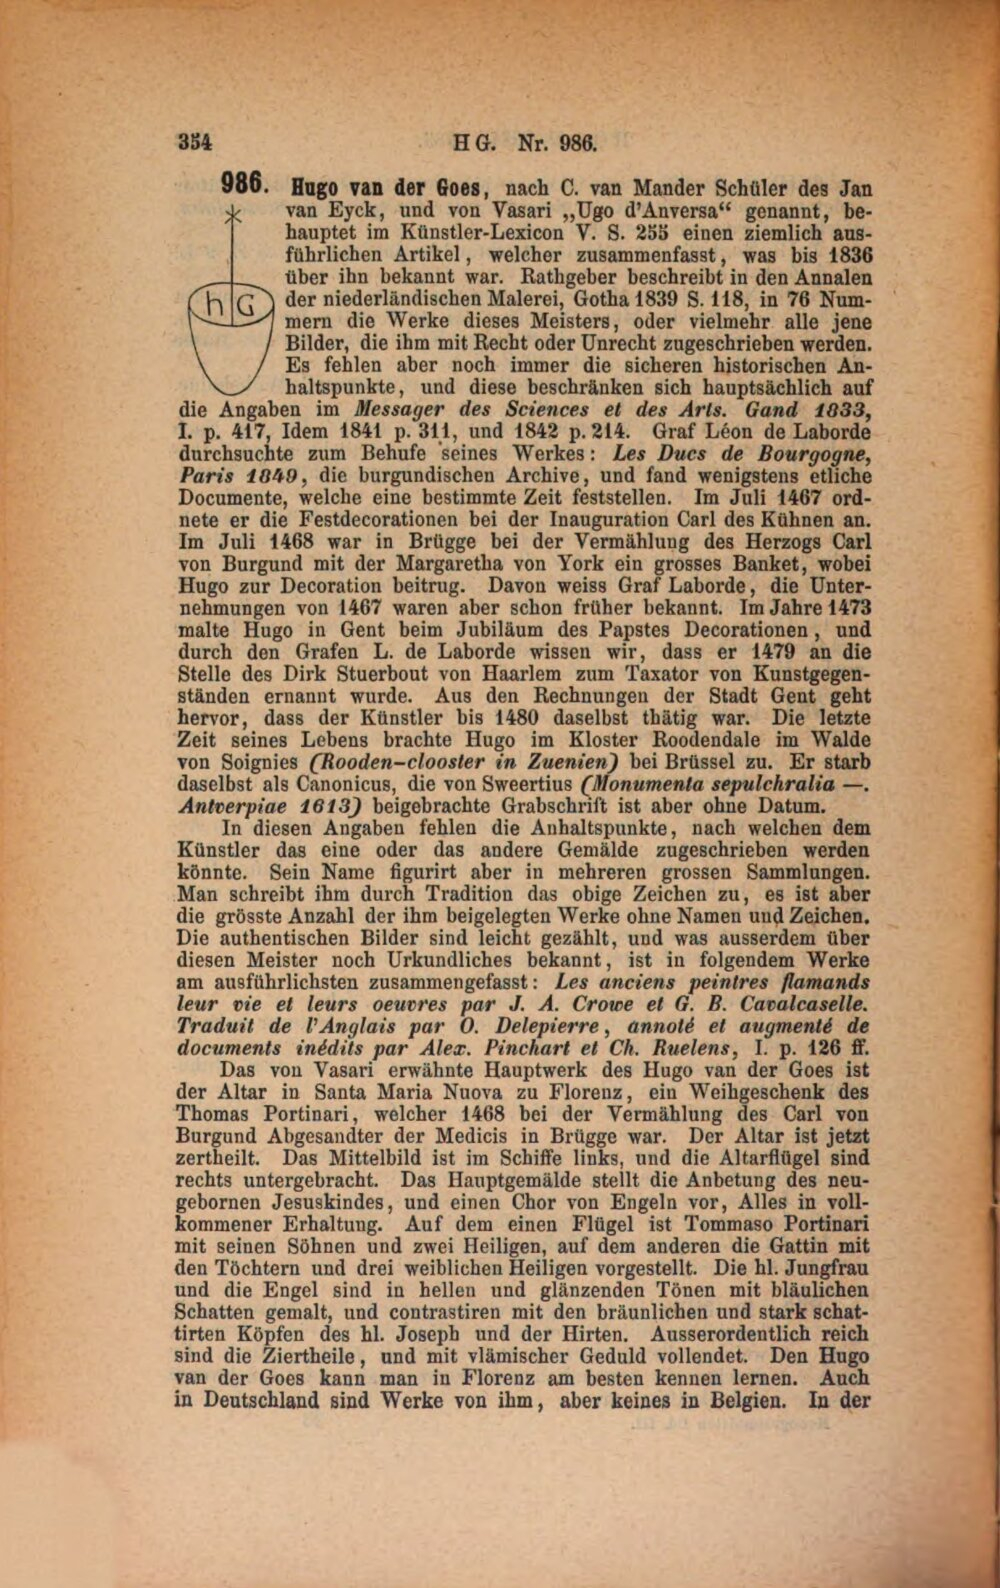 354
HG. Nr. 986.
986. Hugo van der Goes, nach C. van Mander Schüler des Jan
van Eyck, und von Vasari „Ugo d'Anversa“ genannt, be-
hauptet im Künstler-Lexicon V. S. 255 einen ziemlich aus-
führlichen Artikel, welcher zusammenfasst, was bis 1836
über ihn bekannt war. Rathgeber beschreibt in den Annalen
der niederländischen Malerei, Gotha 1839 S. 118, in 76 Num-
mern die Werke dieses Meisters, oder vielmehr alle jene
Bilder, die ihm mit Recht oder Unrecht zugeschrieben werden.
Es fehlen aber noch immer die sicheren historischen An-
haltspunkte, und diese beschränken sich hauptsächlich auf
h G
die Angaben im Messager des Sciences et des Arts. Gand 1833,
I. p. 417, Idem 1841 p. 311, und 1842 p. 214. Graf Léon de Laborde
durchsuchte zum Behufe seines Werkes: Les Ducs de Bourgogne,
Paris 1849, die burgundischen Archive, und fand wenigstens etliche
Documente, welche eine bestimmte Zeit feststellen. Im Juli 1467 ord-
nete er die Festdecorationen bei der Inauguration Carl des Kühnen an.
Im Juli 1468 war in Brügge bei der Vermählung des Herzogs Carl
von Burgund mit der Margaretha von York ein grosses Banket, wobei
Hugo zur Decoration beitrug. Davon weiss Graf Laborde, die Unter-
nehmungen von 1467 waren aber schon früher bekannt. Im Jahre 1473
malte Hugo in Gent beim Jubiläum des Papstes Decorationen, und
durch den Grafen L. de Laborde wissen wir, dass er 1479 an die
Stelle des Dirk Stuerbout von Haarlem zum Taxator von Kunstgegen-
ständen ernannt wurde. Aus den Rechnungen der Stadt Gent geht
hervor, dass der Künstler bis 1480 daselbst thätig war. Die letzte
Zeit seines Lebens brachte Hugo im Kloster Roodendale im Walde
von Soignies (Rooden-clooster in Zuenien) bei Brüssel zu. Er starb
daselbst als Canonicus, die von Sweertius (Monumenta sepulchralia —.
Antverpiae 1613) beigebrachte Grabschrift ist aber ohne Datum.
In diesen Angaben fehlen die Anhaltspunkte, nach welchen dem
Künstler das eine oder das andere Gemälde zugeschrieben werden
könnte. Sein Name figurirt aber in mehreren grossen Sammlungen.
Man schreibt ihm durch Tradition das obige Zeichen zu, es ist aber
die grösste Anzahl der ihm beigelegten Werke ohne Namen und Zeichen.
Die authentischen Bilder sind leicht gezählt, und was ausserdem über
diesen Meister noch Urkundliches bekannt, ist in folgendem Werke
am ausführlichsten zusammengefasst: Les anciens peintres flamands
leur vie et leurs oeuvres par J. A. Crowe et G. B. Cavalcaselle.
Traduit de l'Anglais par O. Delepierre, annoté et augmenté de
documents inédits par Alex. Pinchart et Ch. Ruelens, I. p. 126 ff.
Das von Vasari erwähnte Hauptwerk des Hugo van der Goes ist
der Altar in Santa Maria Nuova zu Florenz, ein Weihgeschenk des
Thomas Portinari, welcher 1468 bei der Vermählung des Carl von
Burgund Abgesandter der Medicis in Brügge war. Der Altar ist jetzt
zertheilt. Das Mittelbild ist im Schiffe links, und die Altarflügel sind
rechts untergebracht. Das Hauptgemälde stellt die Anbetung des neu-
gebornen Jesuskindes, und einen Chor von Engeln vor, Alles in voll-
kommener Erhaltung. Auf dem einen Flügel ist Tommaso Portinari
mit seinen Söhnen und zwei Heiligen, auf dem anderen die Gattin mit
den Töchtern und drei weiblichen Heiligen vorgestellt. Die hl. Jungfrau
und die Engel sind in hellen und glänzenden Tönen mit bläulichen
Schatten gemalt, und contrastiren mit den bräunlichen und stark schat-
tirten Köpfen des hl. Joseph und der Hirten. Ausserordentlich reich
sind die Ziertheile, und mit vlämischer Geduld vollendet. Den Hugo
van der Goes kann man in Florenz am besten kennen lernen. Auch
in Deutschland sind Werke von ihm, aber keines in Belgien. In der